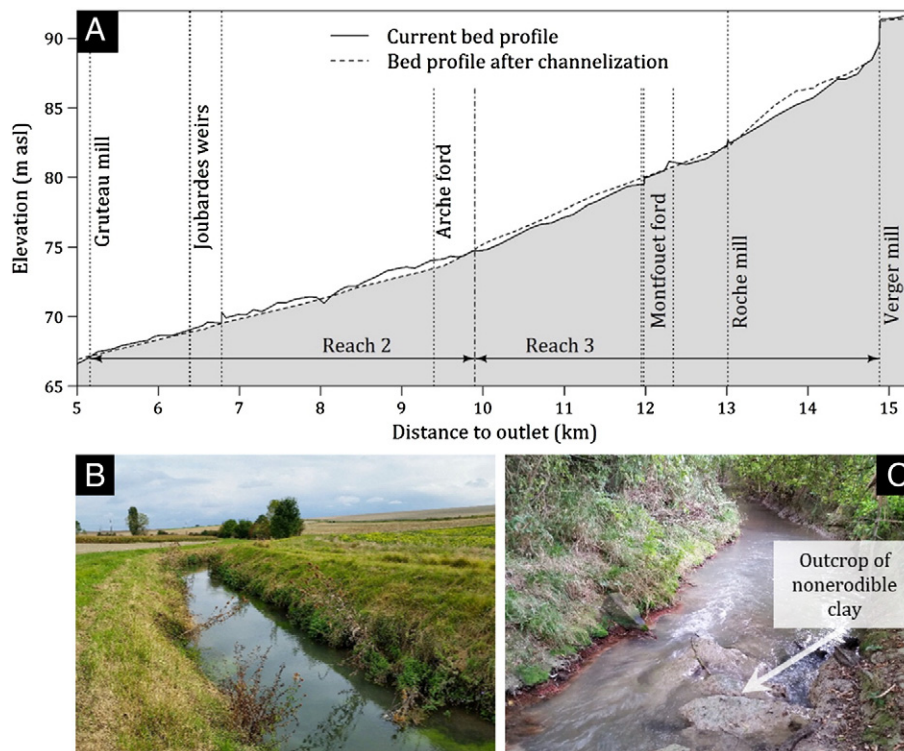 A
Current bed profile
Bed profile after channelization
Elevation (m asl)
90
85
80
75
70
65
Gruteau mill
Joubardes weirs
Arche ford
Montfouet ford
Roche mill
Verger mill
Reach 2
Reach 3
5 6 7 8 9 10 11 12 13 14 15
Distance to outlet (km)
B
C
Outcrop of
nonerodible
clay